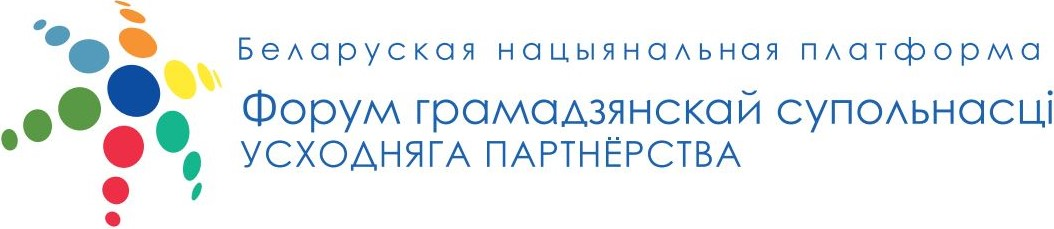 Беларуская нацыянальная платформа
Форум грамадзянскай супольнасці
УСХОДНЯГА ПАРТНЁРСТВА